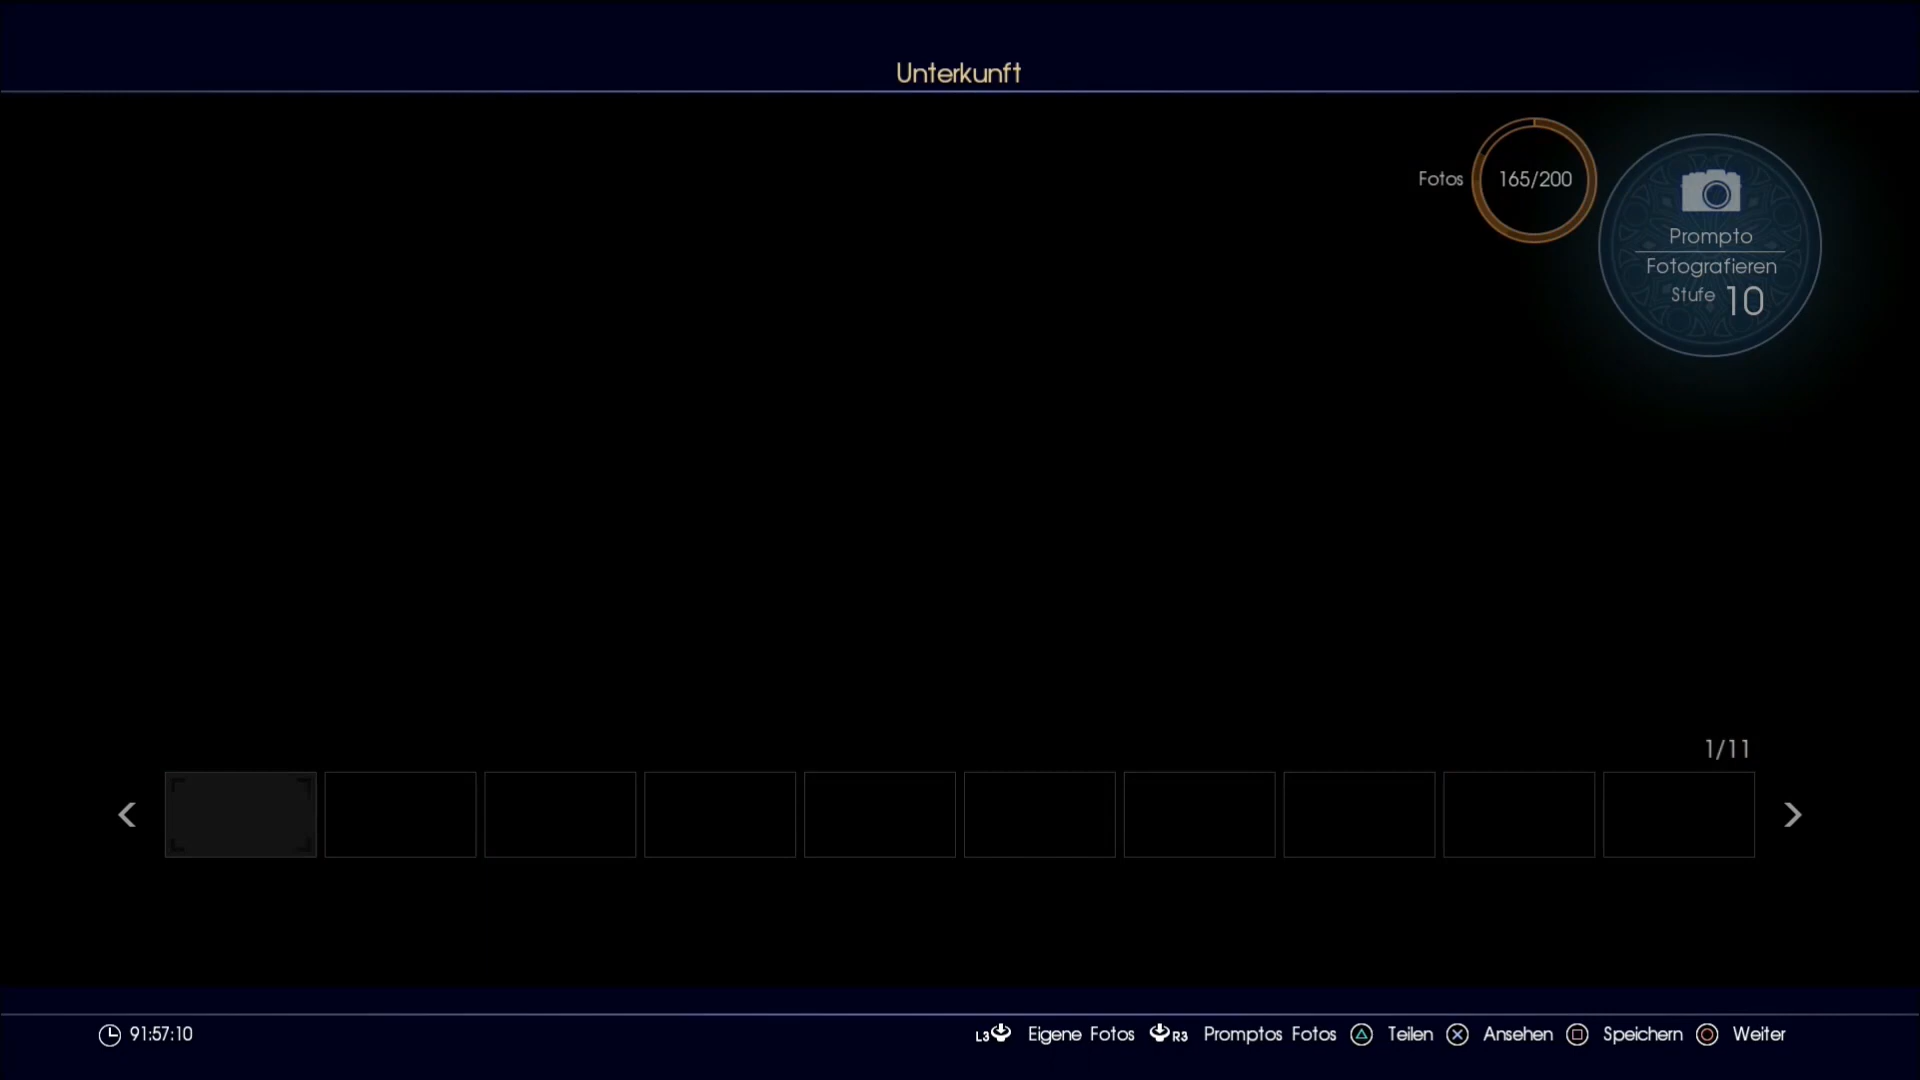 Unterkunft
Fotos 165/200
Prompto
Fotografieren
Stufe 10
1/11
91:57:10
L3 Eigene Fotos R3 Promptos Fotos Teilen Ansehen Speichern Weiter